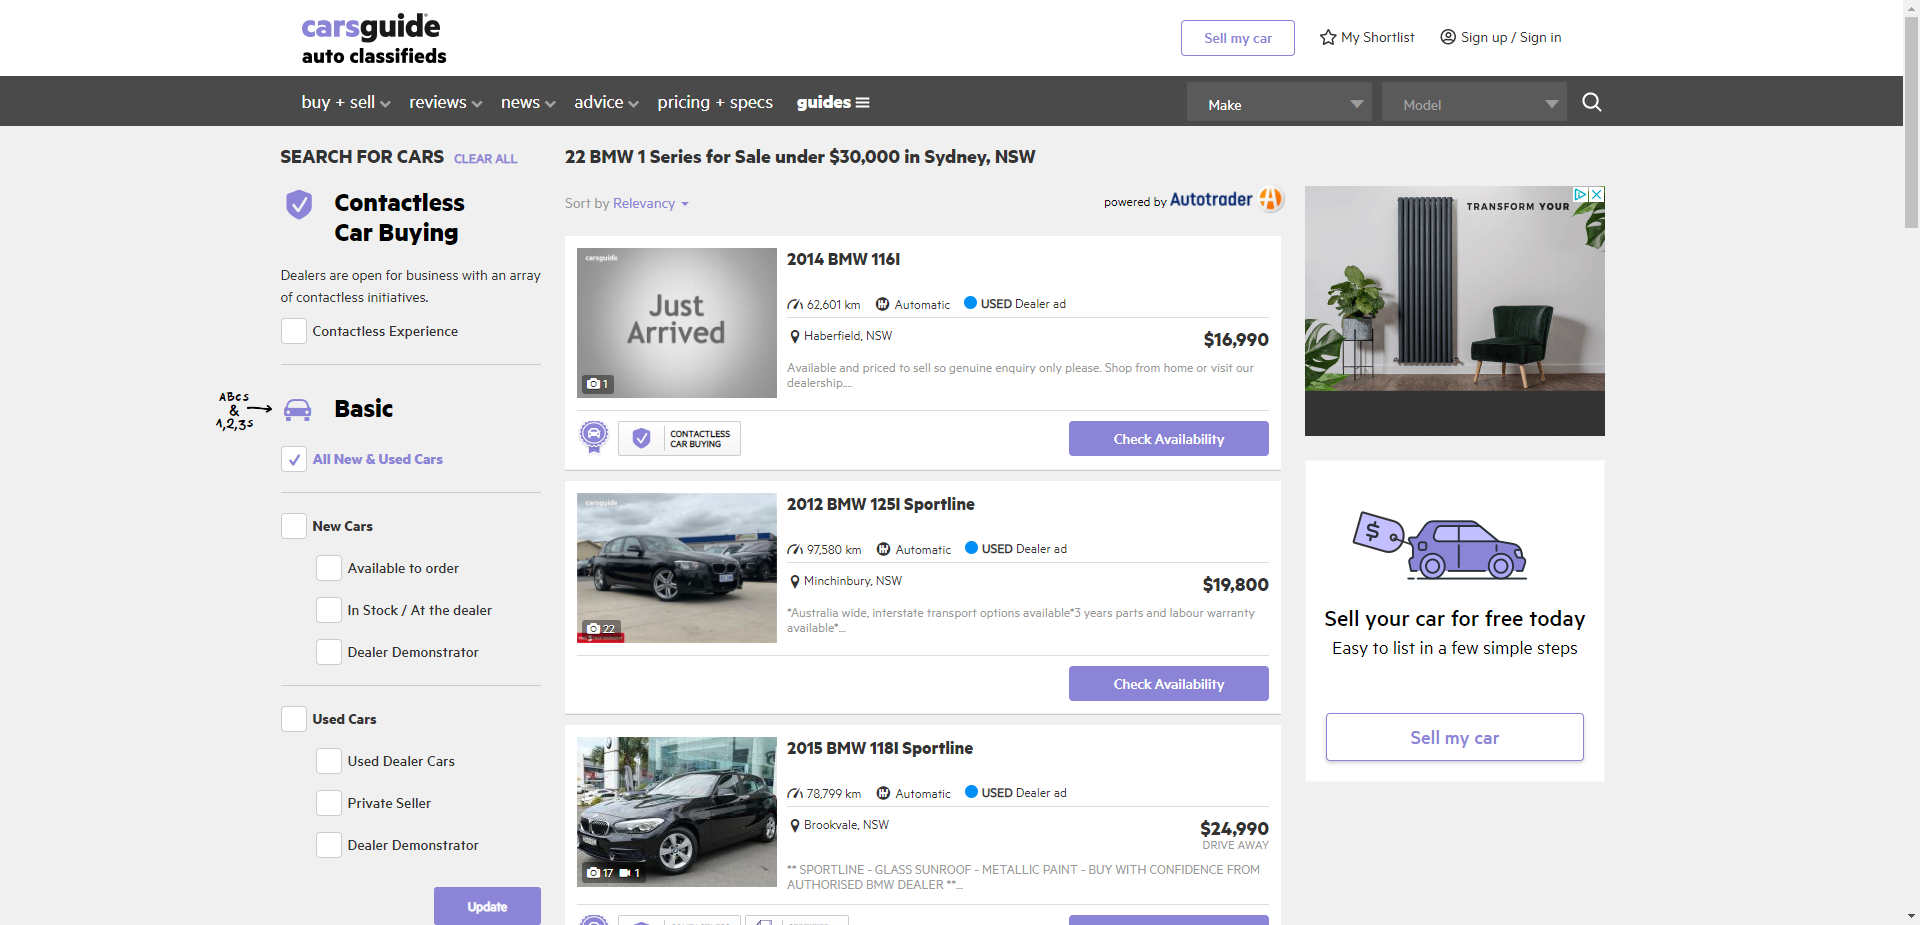 carsguide
auto classifieds
Sell my car
My Shortlist
Sign up / Sign in
buy + sell
reviews
news
advice
pricing + specs
guides
Make
Model
SEARCH FOR CARS CLEAR ALL
Contactless
Car Buying
Dealers are open for business with an array
of contactless initiatives.
Contactless Experience
ABCs
&
1,2,3s
Basic
All New & Used Cars
New Cars
Available to order
In Stock / At the dealer
Dealer Demonstrator
Used Cars
Used Dealer Cars
Private Seller
Dealer Demonstrator
Update
22 BMW 1 Series for Sale under $30,000 in Sydney, NSW
Sort by Relevancy
powered by Autotrader
carsguide
Just
Arrived
1
2014 BMW 116I
62,601 km
Automatic
USED Dealer ad
Haberfield, NSW
$16,990
Available and priced to sell so genuine enquiry only please. Shop from home or visit our
dealership....
CONTACTLESS
CAR BUYING
Check Availability
carsguide
22
2012 BMW 125I Sportline
97,580 km
Automatic
USED Dealer ad
Minchinbury, NSW
$19,800
*Australia wide, interstate transport options available*3 years parts and labour warranty
available*...
Check Availability
17
1
2015 BMW 118I Sportline
78,799 km
Automatic
USED Dealer ad
Brookvale, NSW
$24,990
DRIVE AWAY
** SPORTLINE - GLASS SUNROOF - METALLIC PAINT - BUY WITH CONFIDENCE FROM
AUTHORISED BMW DEALER **...
TRANSFORM YOUR
$
Sell your car for free today
Easy to list in a few simple steps
Sell my car